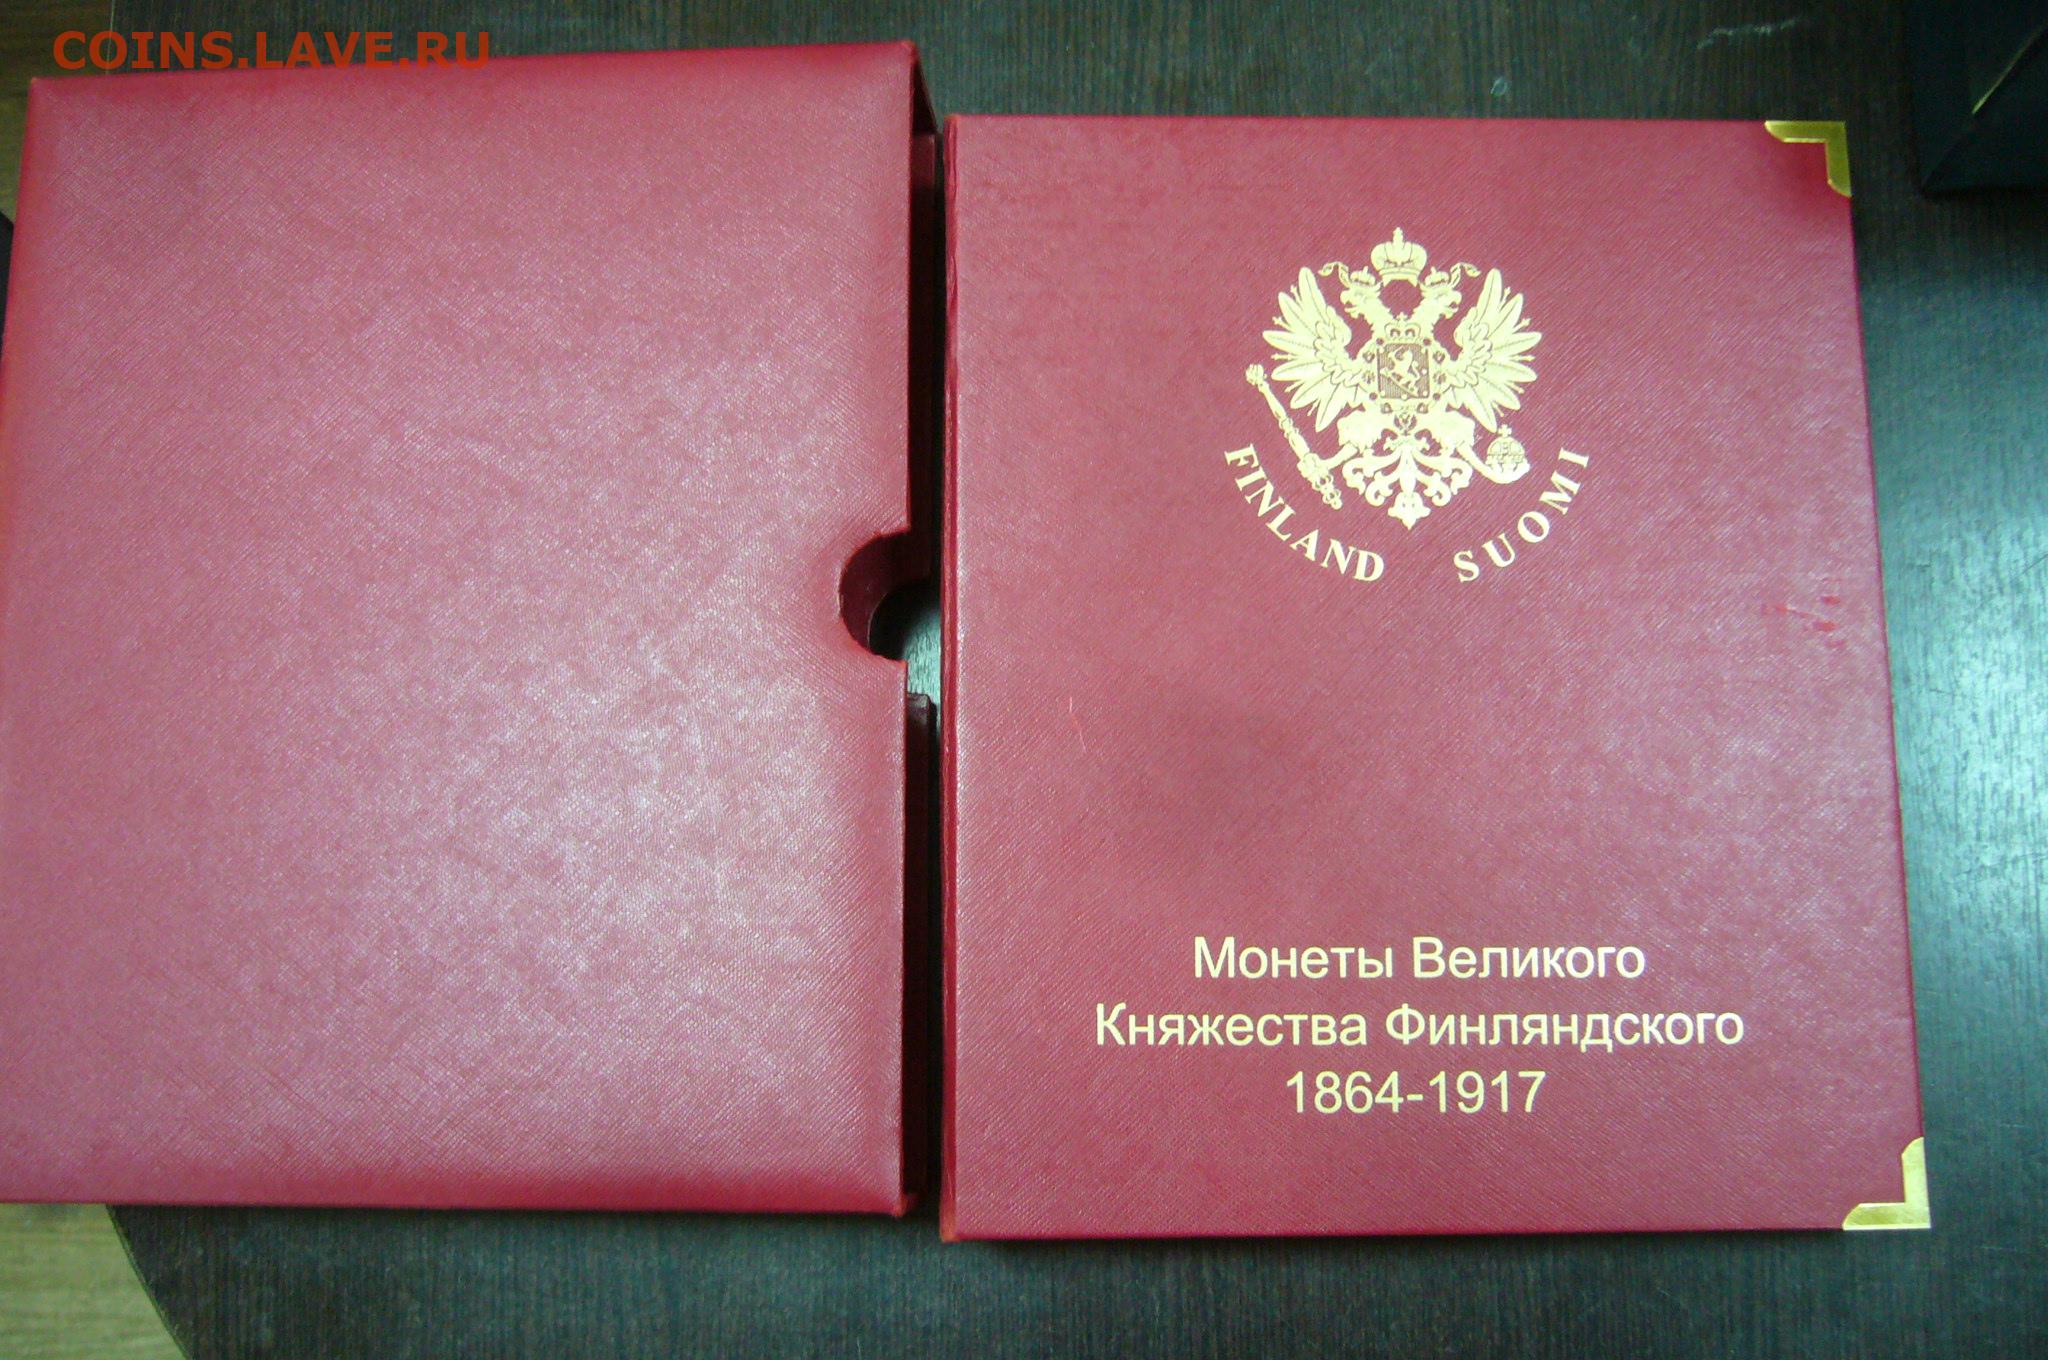 COINS.LAVE.RU
FINLAND SUOMI
Монеты Великого
Княжества Финляндского
1864-1917